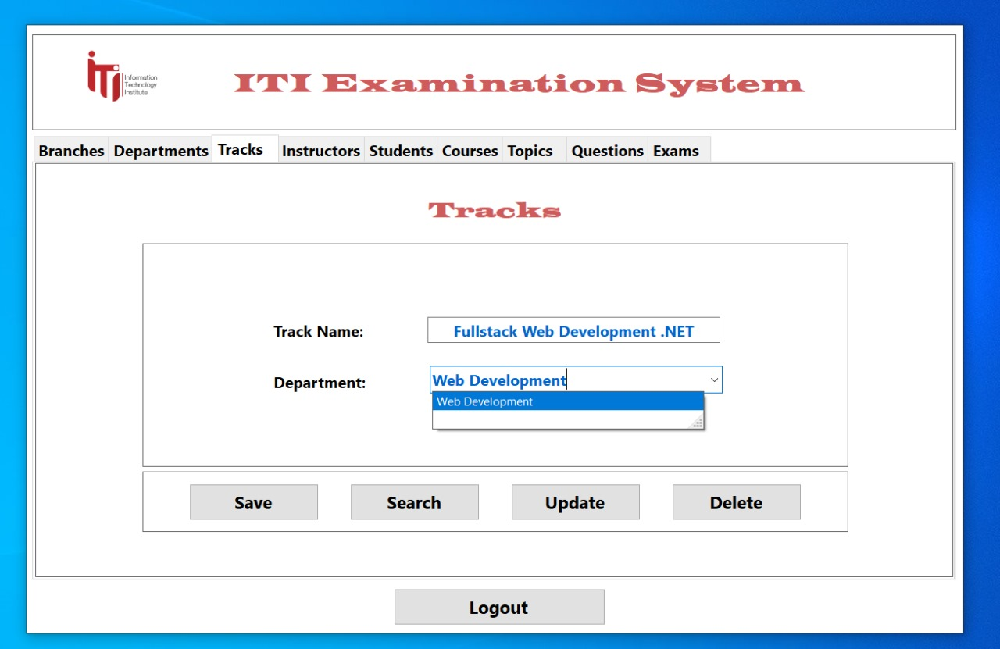 iTi
Information
Technology
Institute
ITI Examination System
Branches Departments Tracks Instructors Students Courses Topics Questions Exams
Tracks
Track Name: Fullstack Web Development .NET
Department: Web Development
Web Development
Save Search Update Delete
Logout